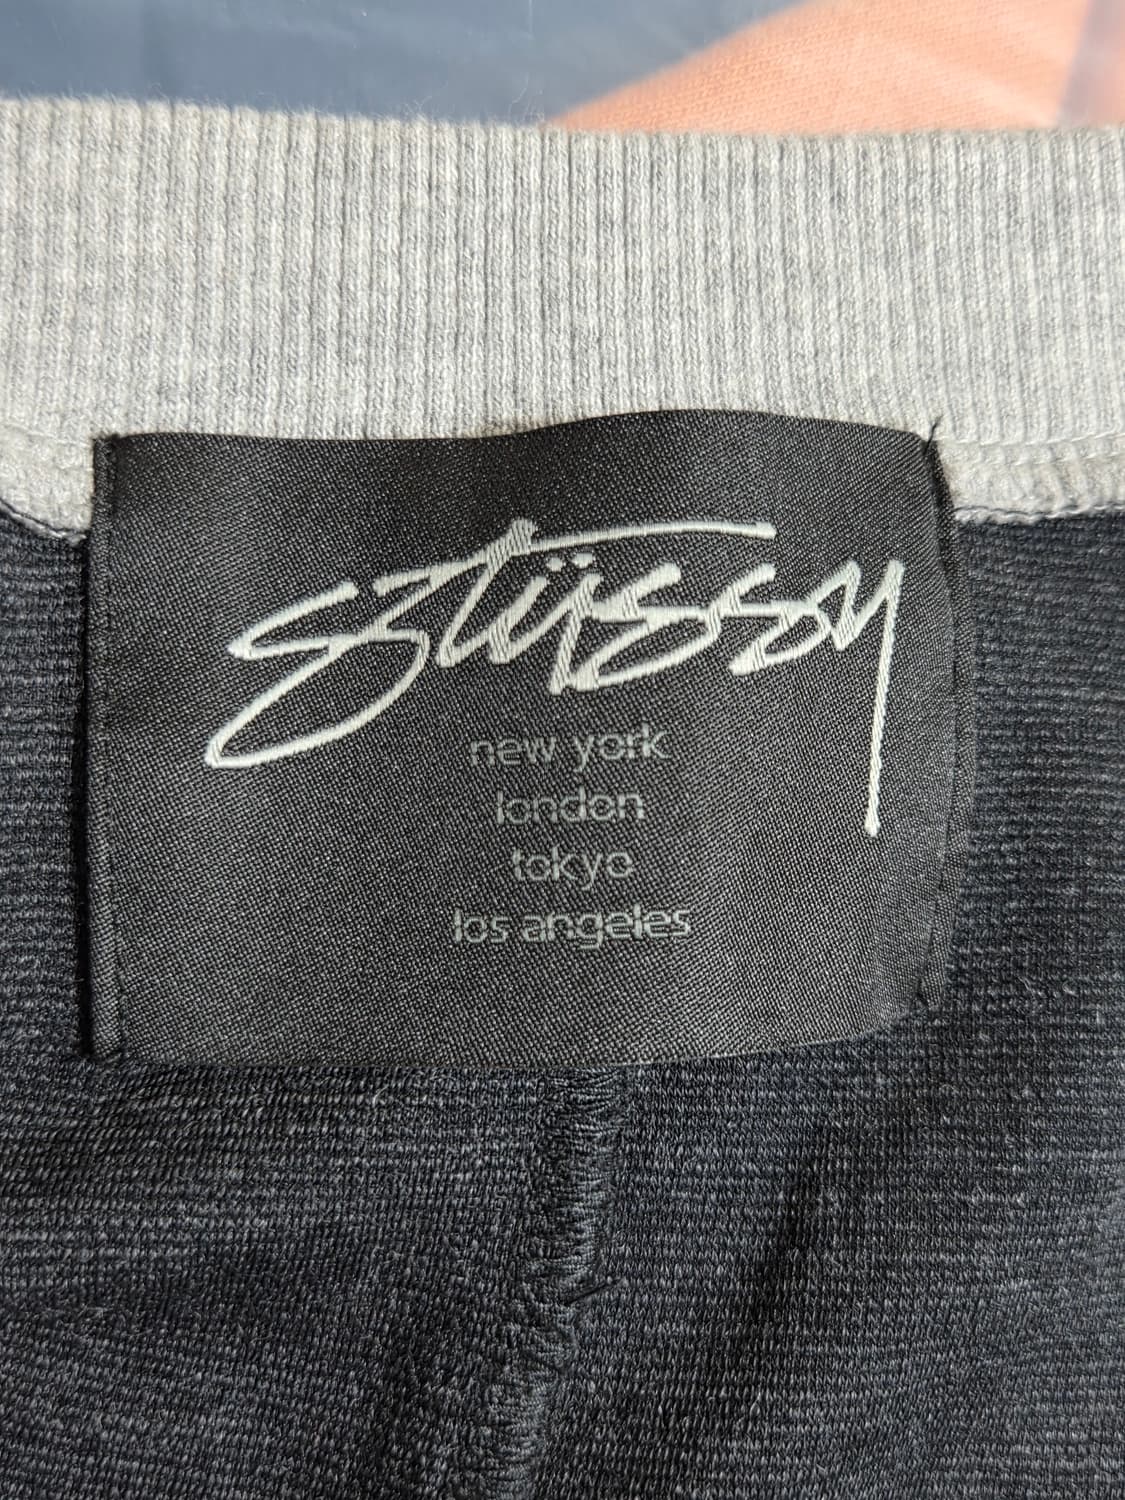 stüssy
new york
london
tokyo
los angeles